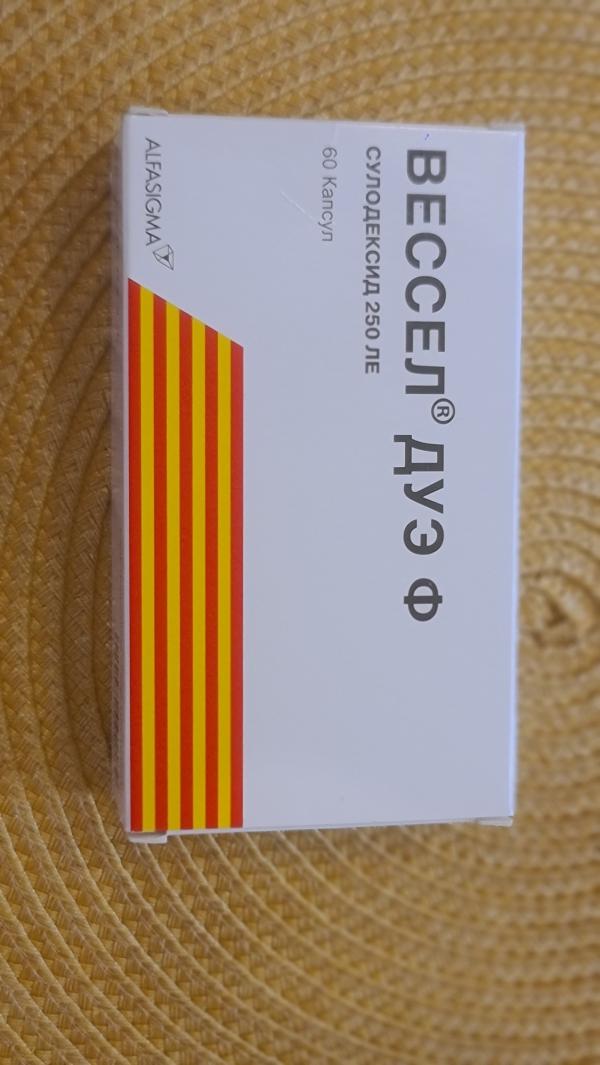 ВЕССЕЛ® ДУЭ Ф
СУЛОДЕКСИД 250 ЛЕ
60 Капсул
ALFASIGMA